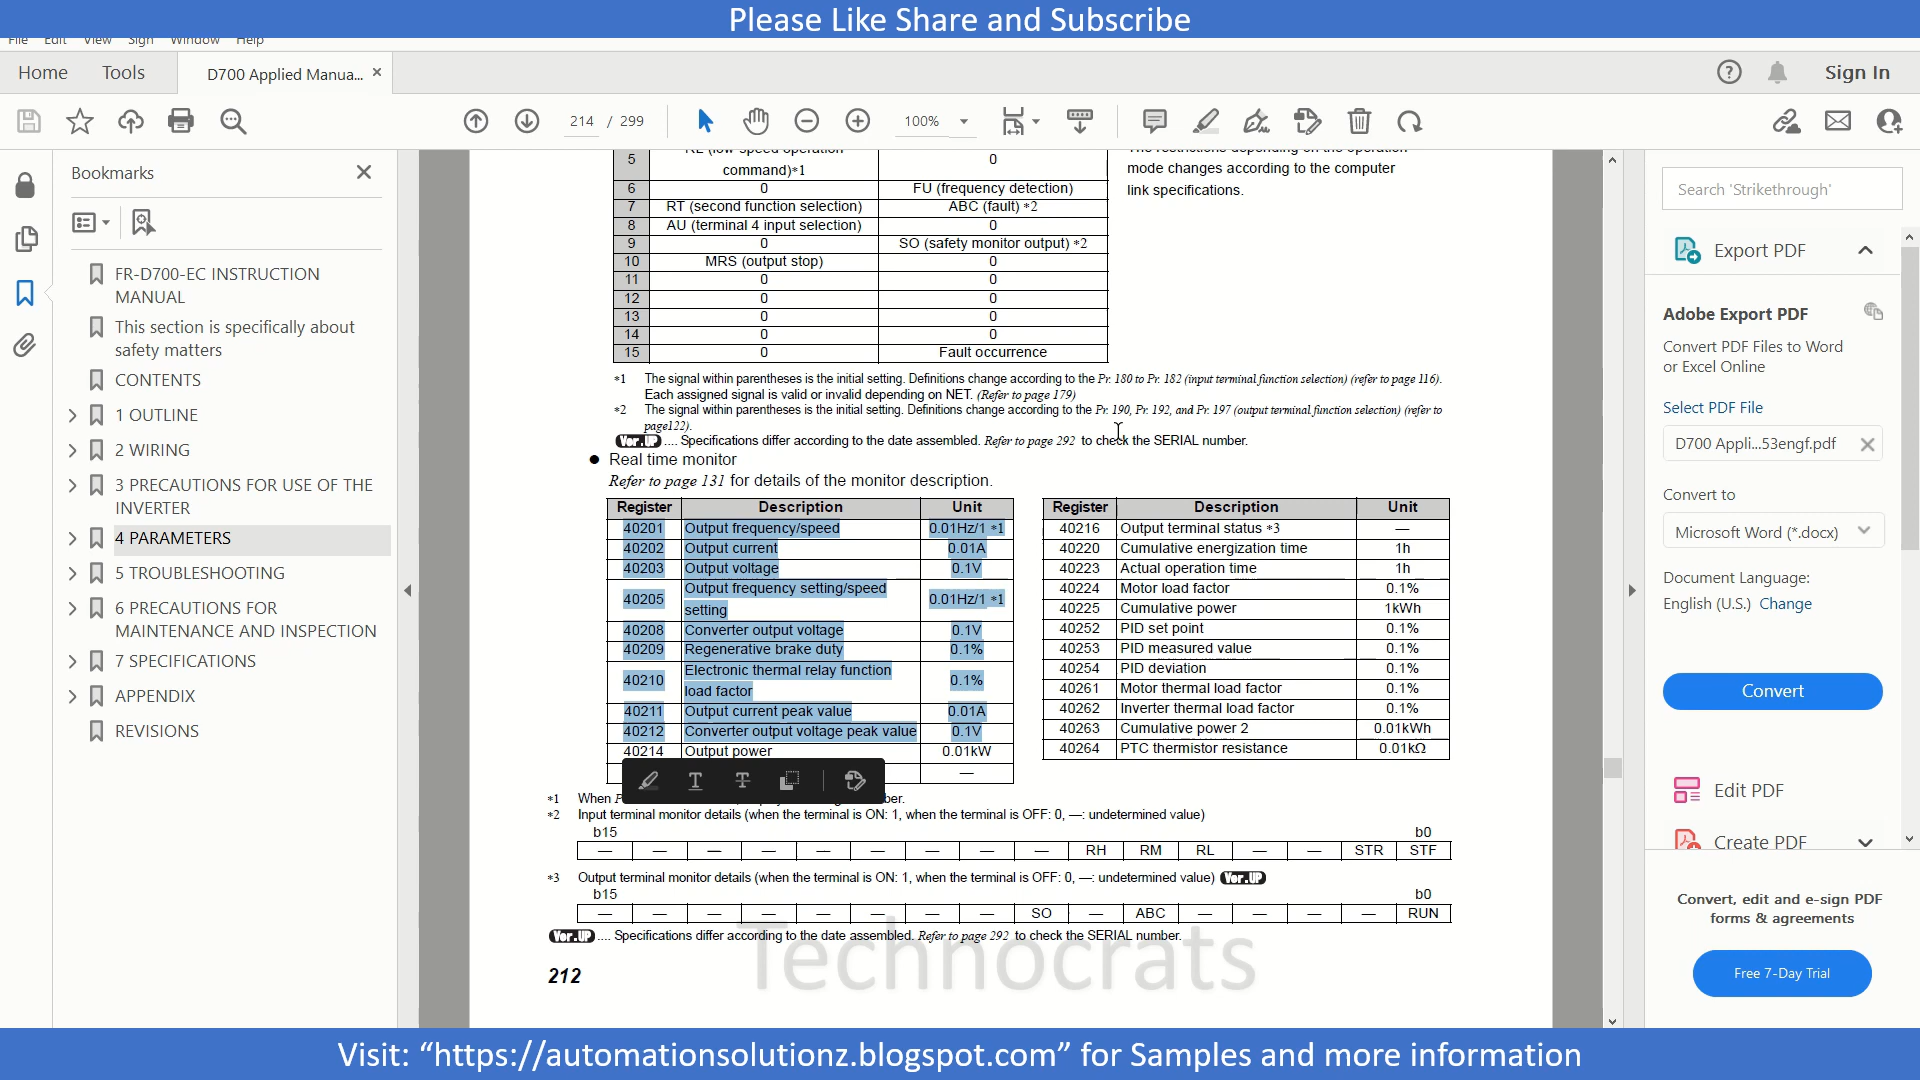 Please Like Share and Subscribe
File Edit View Sign Window Help
Home Tools D700 Applied Manua... × Sign In
214 / 299 100%
Bookmarks
FR-D700-EC INSTRUCTION
MANUAL
This section is specifically about
safety matters
CONTENTS
1 OUTLINE
2 WIRING
3 PRECAUTIONS FOR USE OF THE
INVERTER
4 PARAMETERS
5 TROUBLESHOOTING
6 PRECAUTIONS FOR
MAINTENANCE AND INSPECTION
7 SPECIFICATIONS
APPENDIX
REVISIONS
5 RL (low-speed operation 0
command)*1
6 0 FU (frequency detection)
7 RT (second function selection) ABC (fault) *2
8 AU (terminal 4 input selection) 0
9 0 SO (safety monitor output) *2
10 MRS (output stop) 0
11 0 0
12 0 0
13 0 0
14 0 0
15 0 Fault occurrence
The restrictions depending on the operation
mode changes according to the computer
link specifications.
*1 The signal within parentheses is the initial setting. Definitions change according to the Pr. 180 to Pr. 182 (input terminal function selection) (refer to page 116).
Each assigned signal is valid or invalid depending on NET. (Refer to page 179)
*2 The signal within parentheses is the initial setting. Definitions change according to the Pr. 190, Pr. 192, and Pr. 197 (output terminal function selection) (refer to
page122).
Ver.UP .... Specifications differ according to the date assembled. Refer to page 292 to check the SERIAL number.
● Real time monitor
Refer to page 131 for details of the monitor description.
Register Description Unit
40201 Output frequency/speed 0.01Hz/1 *1
40202 Output current 0.01A
40203 Output voltage 0.1V
40205 Output frequency setting/speed
setting 0.01Hz/1 *1
40208 Converter output voltage 0.1V
40209 Regenerative brake duty 0.1%
40210 Electronic thermal relay function
load factor 0.1%
40211 Output current peak value 0.01A
40212 Converter output voltage peak value 0.1V
40214 Output power 0.01kW
—
Register Description Unit
40216 Output terminal status *3 —
40220 Cumulative energization time 1h
40223 Actual operation time 1h
40224 Motor load factor 0.1%
40225 Cumulative power 1kWh
40252 PID set point 0.1%
40253 PID measured value 0.1%
40254 PID deviation 0.1%
40261 Motor thermal load factor 0.1%
40262 Inverter thermal load factor 0.1%
40263 Cumulative power 2 0.01kWh
40264 PTC thermistor resistance 0.01kΩ
*1 When P ber.
*2 Input terminal monitor details (when the terminal is ON: 1, when the terminal is OFF: 0, —: undetermined value)
b15 b0
— — — — — — — — — RH RM RL — — STR STF
*3 Output terminal monitor details (when the terminal is ON: 1, when the terminal is OFF: 0, —: undetermined value) Ver.UP
b15 b0
— — — — — — — — SO — ABC — — — — RUN
Ver.UP .... Specifications differ according to the date assembled. Refer to page 292 to check the SERIAL number.
Technocrats
212
Search 'Strikethrough'
Export PDF
Adobe Export PDF
Convert PDF Files to Word
or Excel Online
Select PDF File
D700 Appli...53engf.pdf
Convert to
Microsoft Word (*.docx)
Document Language:
English (U.S.) Change
Convert
Edit PDF
Create PDF
Convert, edit and e-sign PDF
forms & agreements
Free 7-Day Trial
Visit: “https://automationsolutionz.blogspot.com” for Samples and more information